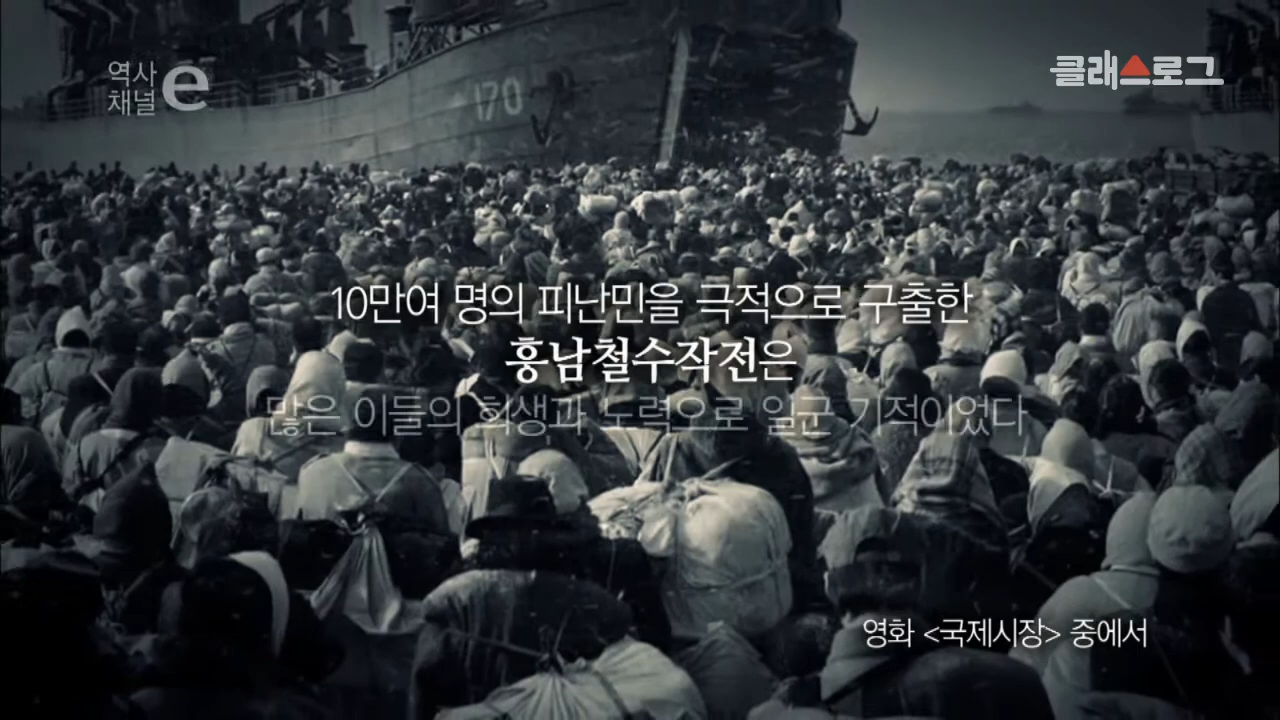 역사
채널 e
클래스로그
170
10만여 명의 피난민을 극적으로 구출한
흥남철수작전은
많은 이들의 희생과 노력으로 일군 기적이었다
영화 <국제시장> 중에서